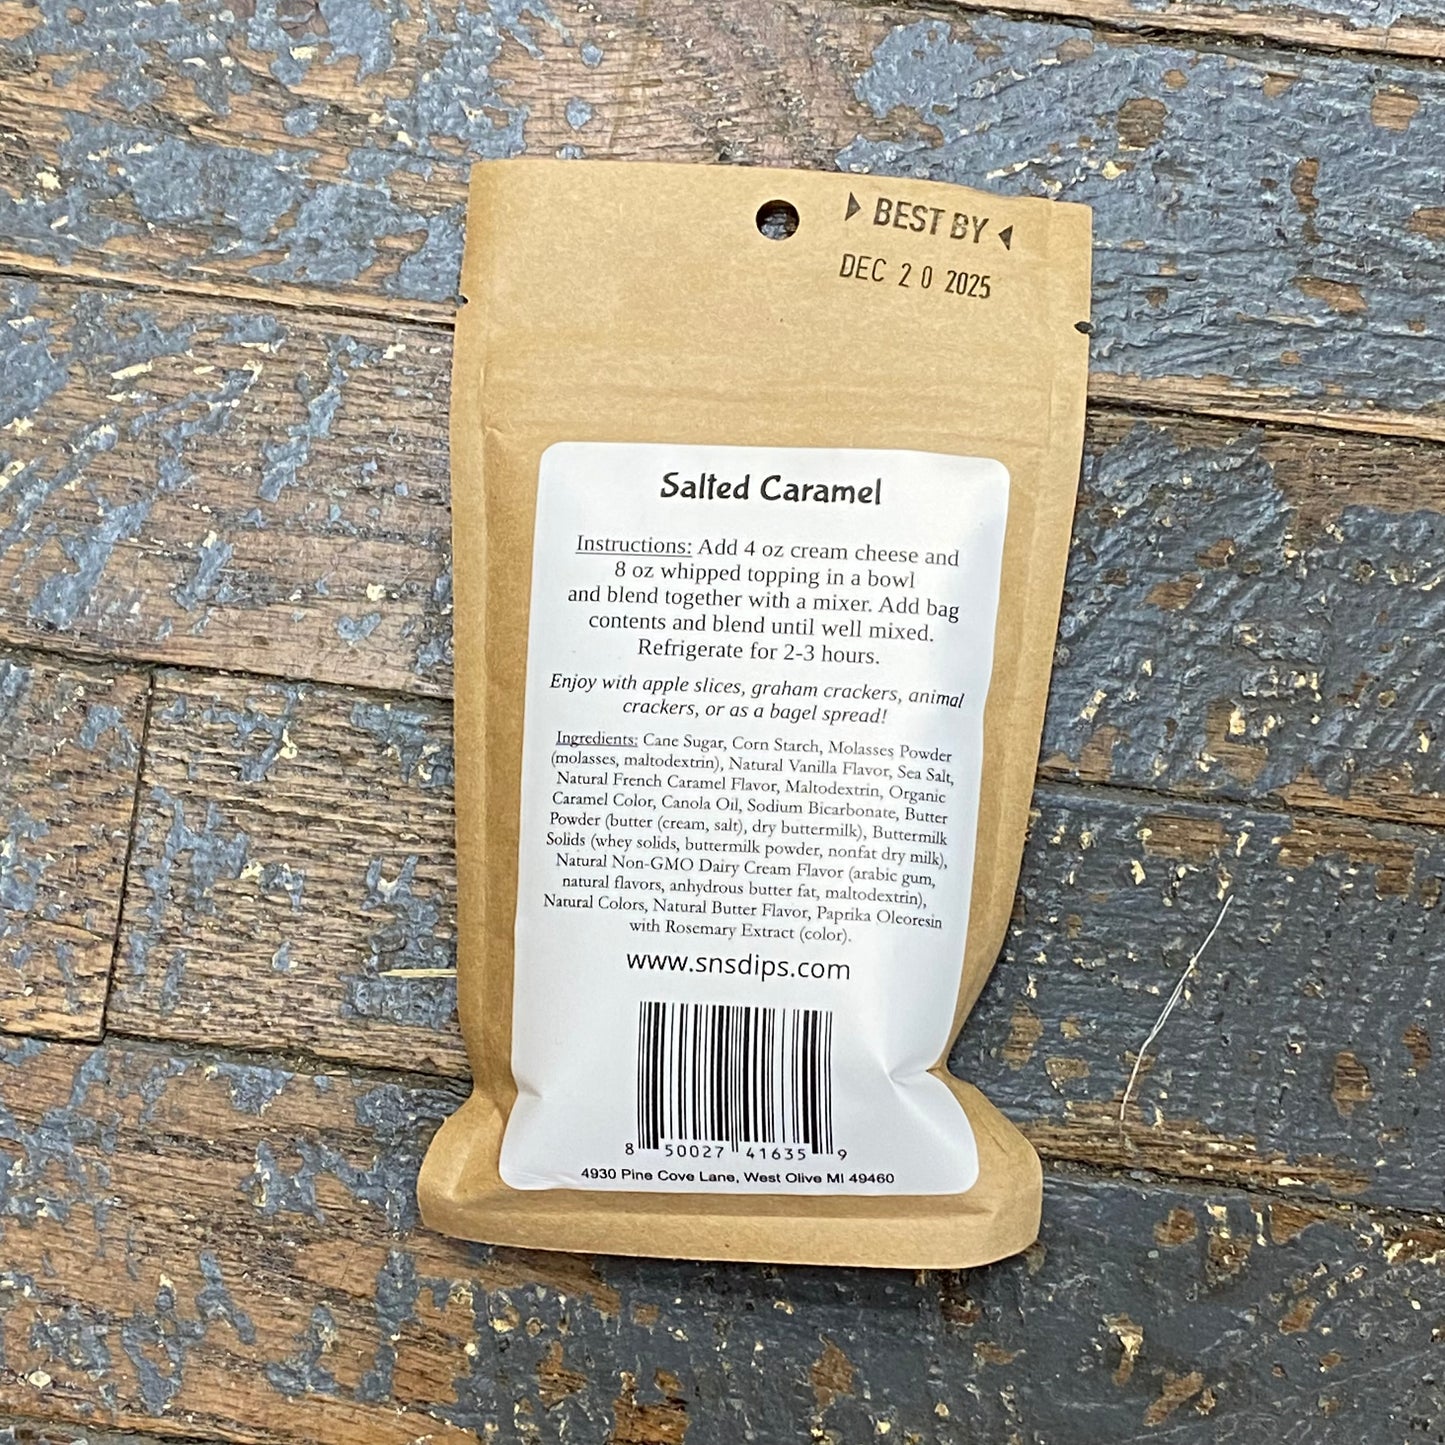 BEST BY
DEC 20 2025
Salted Caramel
Instructions: Add 4 oz cream cheese and
8 oz whipped topping in a bowl
and blend together with a mixer. Add bag
contents and blend until well mixed.
Refrigerate for 2-3 hours.
Enjoy with apple slices, graham crackers, animal
crackers, or as a bagel spread!
Ingredients: Cane Sugar, Corn Starch, Molasses Powder
(molasses, maltodextrin), Natural Vanilla Flavor, Sea Salt,
Natural French Caramel Flavor, Maltodextrin, Organic
Caramel Color, Canola Oil, Sodium Bicarbonate, Butter
Powder (butter (cream, salt), dry buttermilk), Buttermilk
Solids (whey solids, buttermilk powder, nonfat dry milk),
Natural Non-GMO Dairy Cream Flavor (arabic gum,
natural flavors, anhydrous butter fat, maltodextrin),
Natural Colors, Natural Butter Flavor, Paprika Oleoresin
with Rosemary Extract (color).
www.snsdips.com
8 50027 41635 9
4930 Pine Cove Lane, West Olive MI 49460